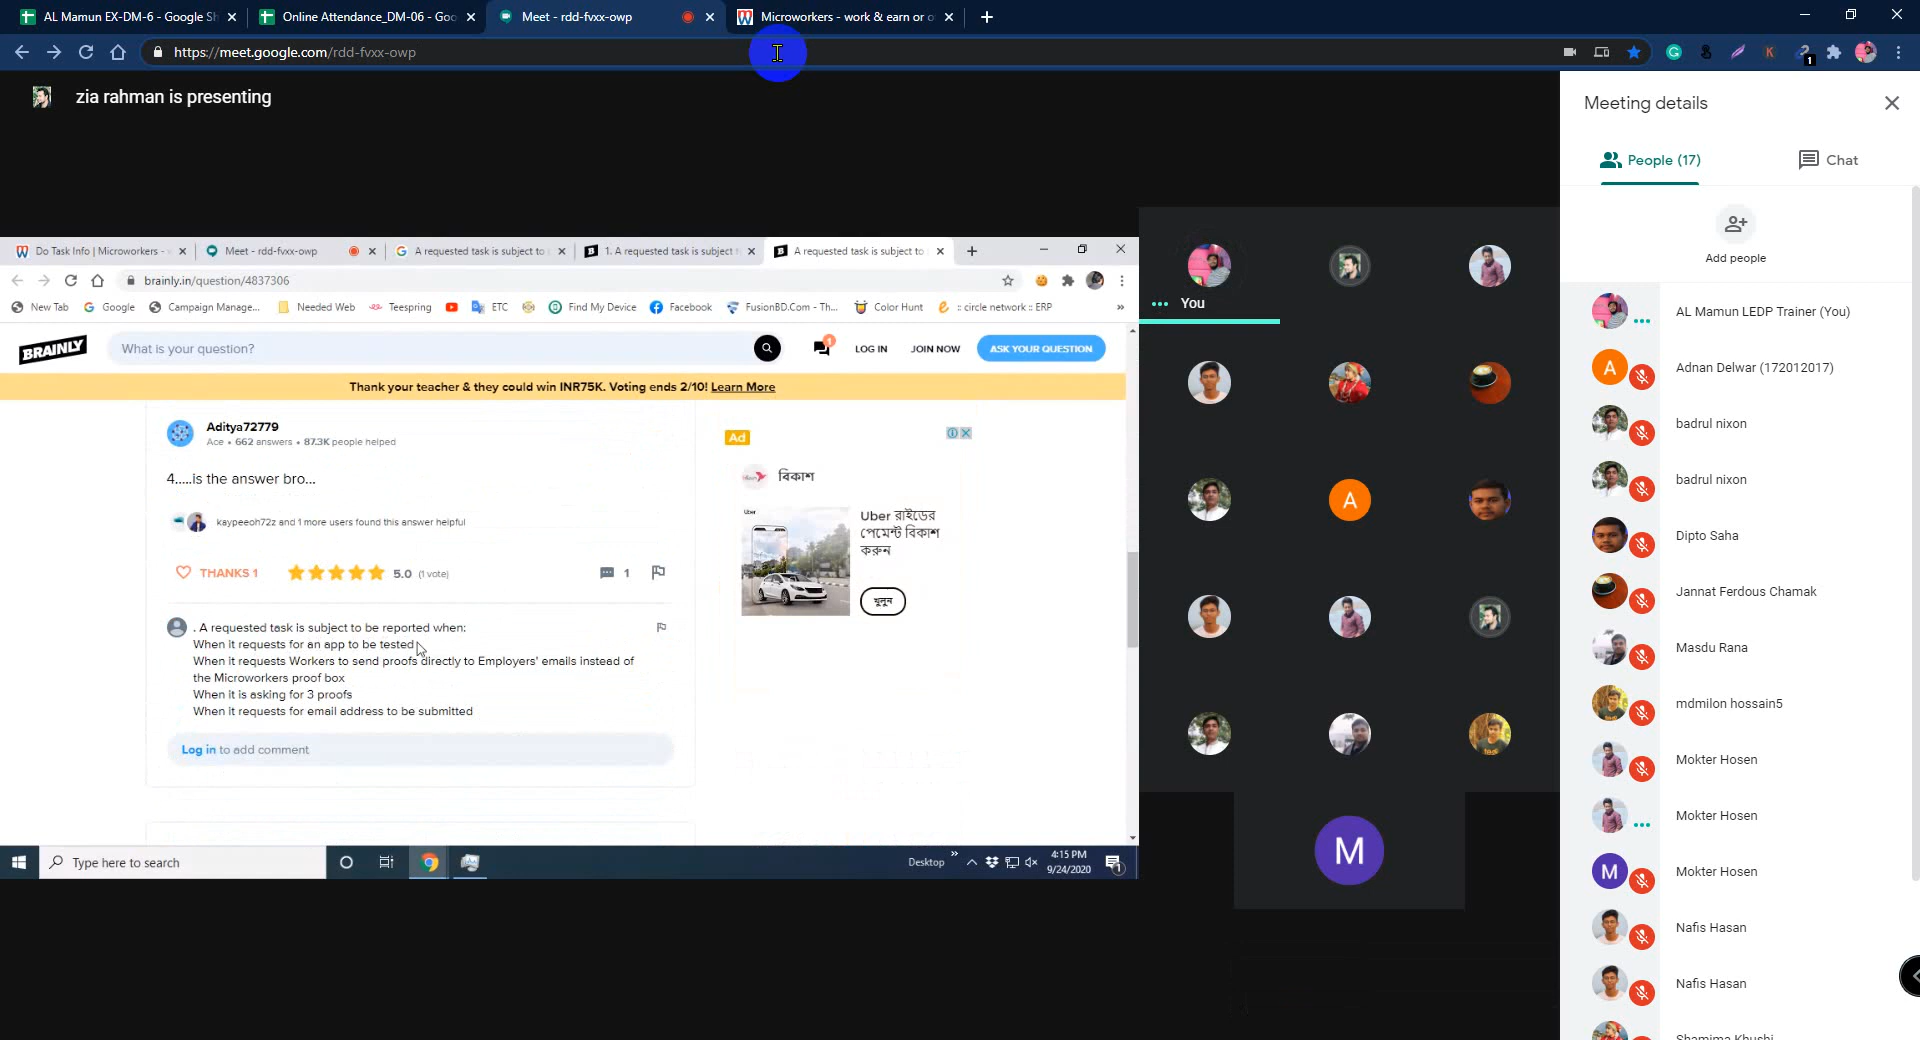 AL Mamun EX-DM-6 - Google Sh
Online Attendance_DM-06 - Goo
Meet - rdd-fvxx-owp
Microworkers - work & earn or o
https://meet.google.com/rdd-fvxx-owp
1
zia rahman is presenting
Do Task Info | Microworkers -
Meet - rdd-fvxx-owp
A requested task is subject to
1. A requested task is subject t
A requested task is subject to
brainly.in/question/4837306
New Tab
Google
Campaign Manage...
Needed Web
Teespring
ETC
Find My Device
Facebook
FusionBD.Com - Th...
Color Hunt
:: circle network :: ERP
»
BRAINLY
What is your question?
1
LOG IN
JOIN NOW
ASK YOUR QUESTION
Thank your teacher & they could win INR75K. Voting ends 2/10! Learn More
Aditya72779
Ace • 662 answers • 87.3K people helped
4.....is the answer bro...
kaypeeoh72z and 1 more users found this answer helpful
THANKS 1
5.0 (1 vote)
1
. A requested task is subject to be reported when:
When it requests for an app to be tested
When it requests Workers to send proofs directly to Employers' emails instead of
the Microworkers proof box
When it is asking for 3 proofs
When it requests for email address to be submitted
Log in to add comment
Ad
বিকাশ
Uber
Uber রাইডের
পেমেন্ট বিকাশ
করুন
খুলুন
Type here to search
Desktop
»
4:15 PM
9/24/2020
1
You
A
M
Meeting details
People (17)
Chat
Add people
AL Mamun LEDP Trainer (You)
A
Adnan Delwar (172012017)
badrul nixon
badrul nixon
Dipto Saha
Jannat Ferdous Chamak
Masdu Rana
mdmilon hossain5
Mokter Hosen
Mokter Hosen
M
Mokter Hosen
Nafis Hasan
Nafis Hasan
Shamima Khushi